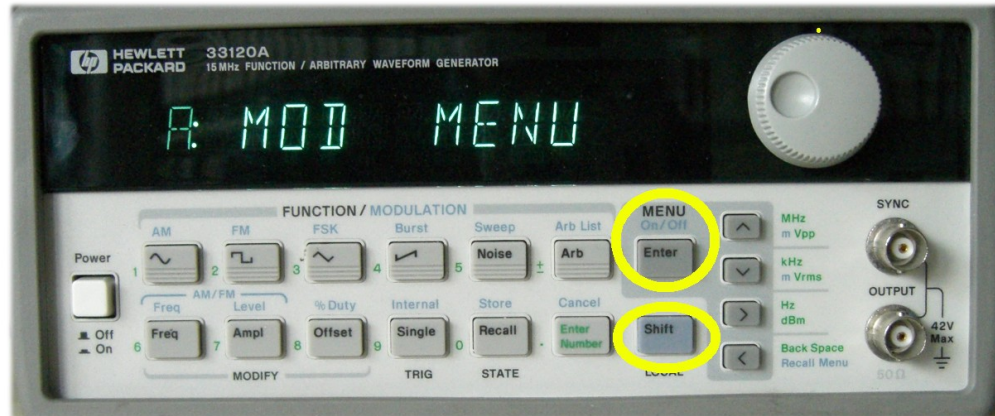 hp HEWLETT PACKARD 33120A
15 MHz FUNCTION / ARBITRARY WAVEFORM GENERATOR
A: MOD MENU
FUNCTION / MODULATION
MENU
On/Off
AM FM FSK Burst Sweep Arb List
Power
1 2 3 4 5 ±
Noise Arb Enter
MHz
m Vpp
kHz
m Vrms
Hz
dBm
Back Space
Recall Menu
SYNC
OUTPUT
42V
Max
50Ω
AM/FM
Freq Level % Duty Internal Store Cancel
Off
On
6 7 8 9 0 .
Freq Ampl Offset Single Recall Enter Number Shift
MODIFY TRIG STATE LOCAL